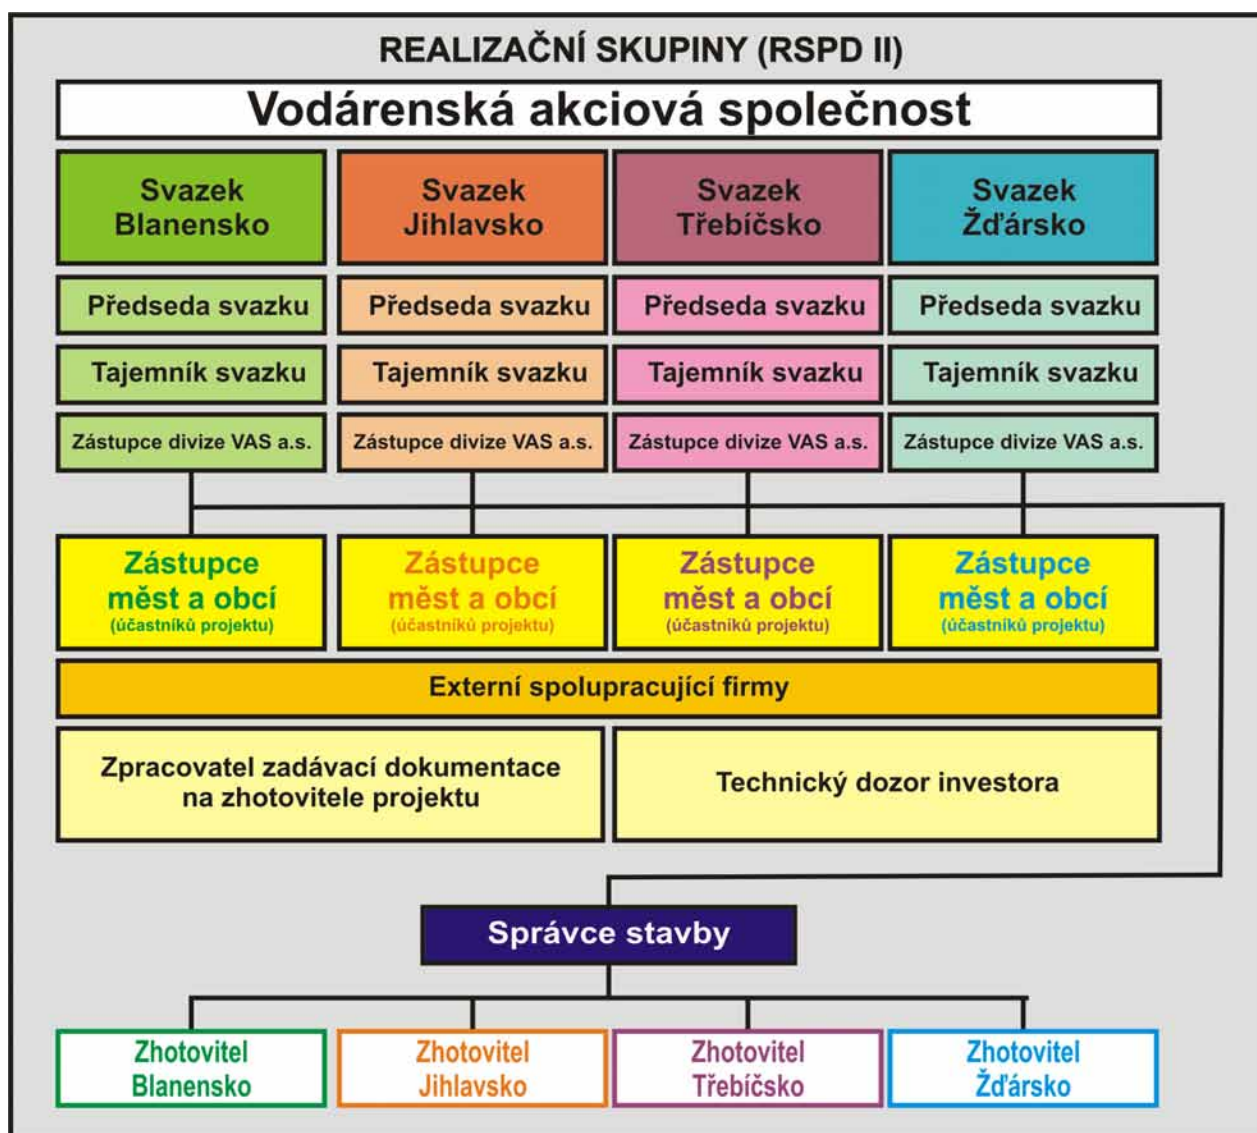 REALIZAČNÍ SKUPINY (RSPD II)
Vodárenská akciová společnost
Svazek
Blanensko
Svazek
Jihlavsko
Svazek
Třebíčsko
Svazek
Žďársko
Předseda svazku
Předseda svazku
Předseda svazku
Předseda svazku
Tajemník svazku
Tajemník svazku
Tajemník svazku
Tajemník svazku
Zástupce divize VAS a.s.
Zástupce divize VAS a.s.
Zástupce divize VAS a.s.
Zástupce divize VAS a.s.
Zástupce
měst a obcí
(účastníků projektu)
Zástupce
měst a obcí
(účastníků projektu)
Zástupce
měst a obcí
(účastníků projektu)
Zástupce
měst a obcí
(účastníků projektu)
Externí spolupracující firmy
Zpracovatel zadávací dokumentace
na zhotovitele projektu
Technický dozor investora
Správce stavby
Zhotovitel
Blanensko
Zhotovitel
Jihlavsko
Zhotovitel
Třebíčsko
Zhotovitel
Žďársko